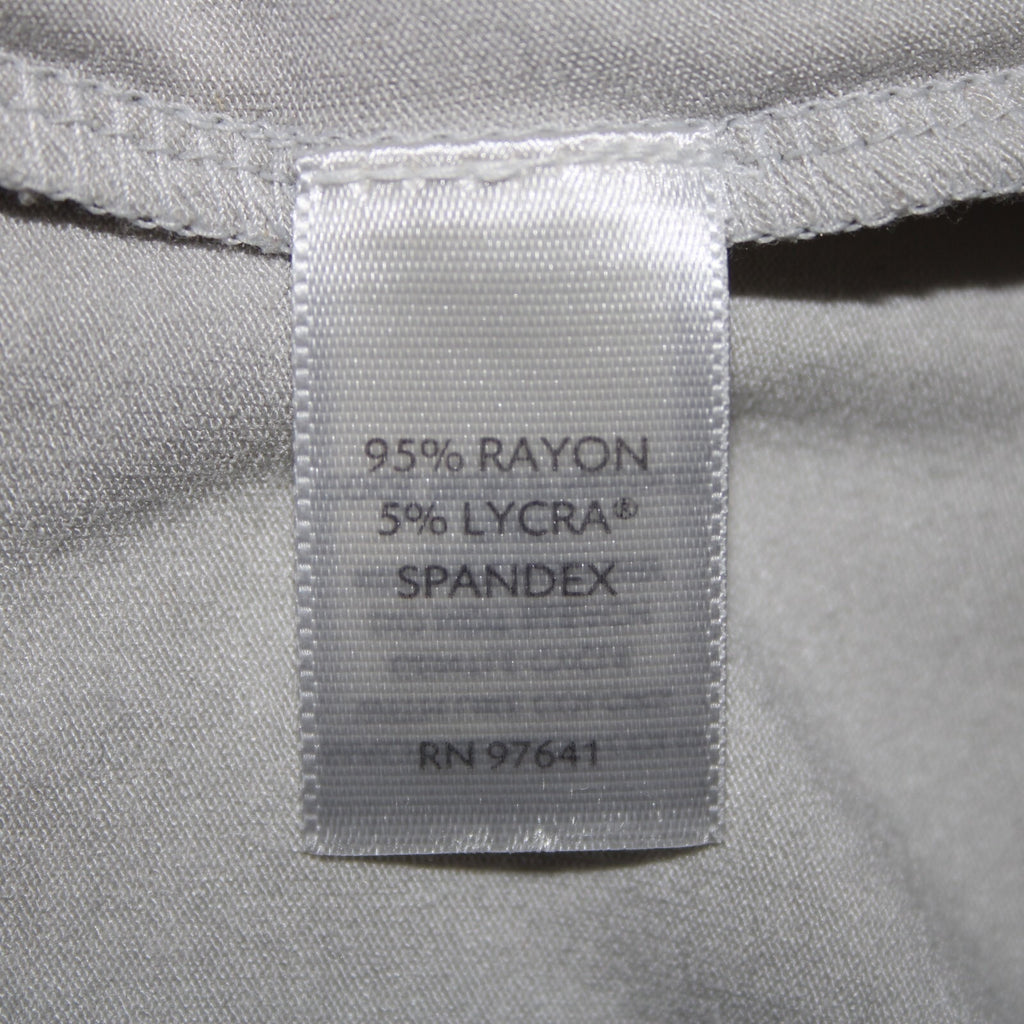 95% RAYON
5% LYCRA®
SPANDEX
RN 97641